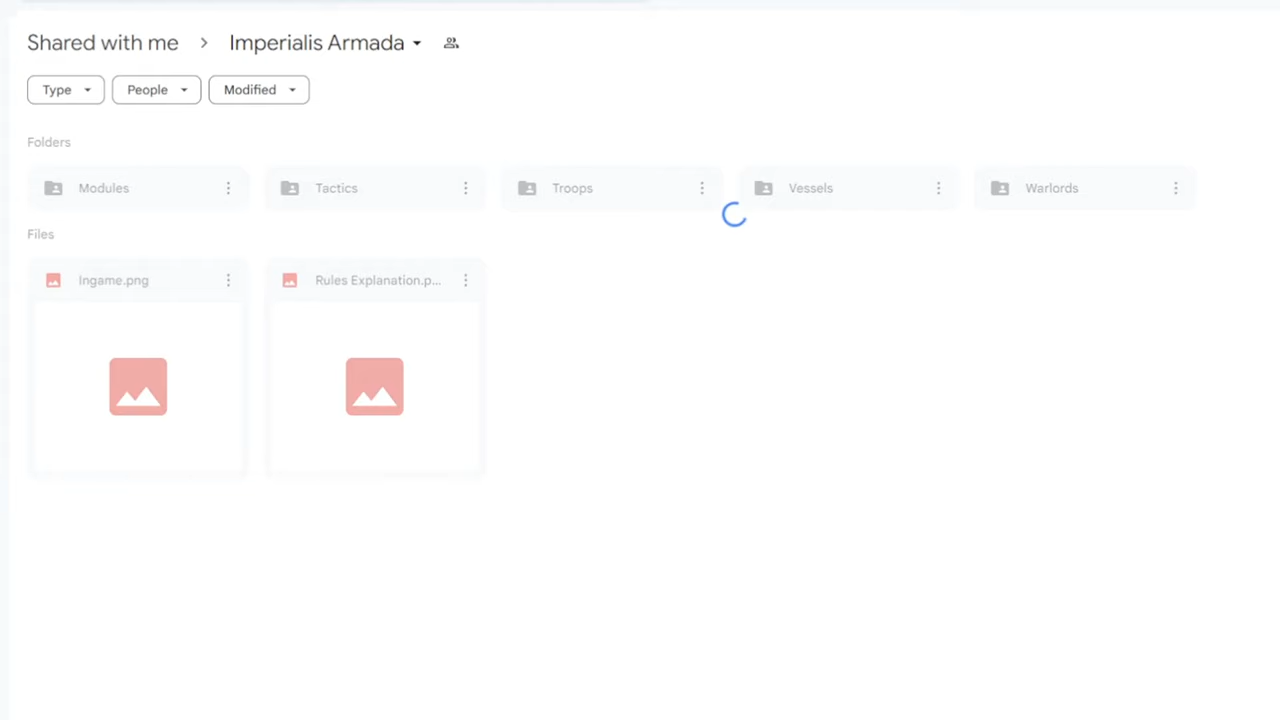 Shared with me > Imperialis Armada
Type People Modified
Folders
Modules Tactics Troops Vessels Warlords
Files
Ingame.png Rules Explanation.p...